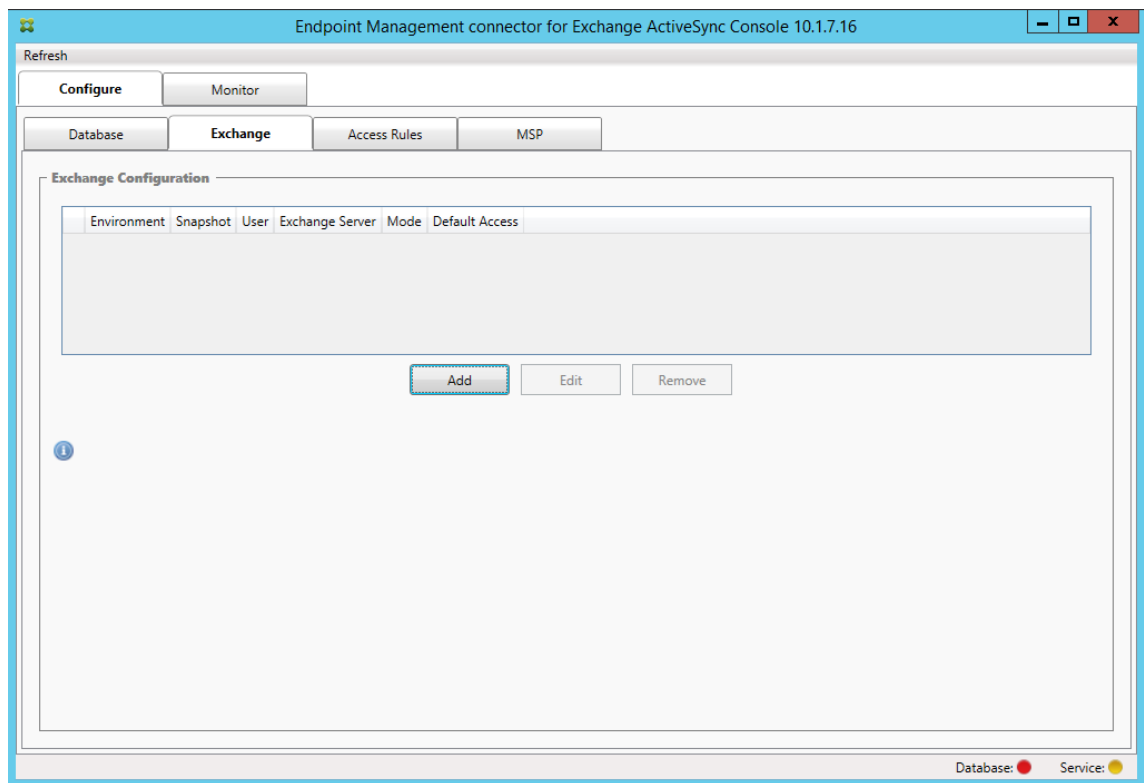 Endpoint Management connector for Exchange ActiveSync Console 10.1.7.16
Refresh
Configure Monitor
Database Exchange Access Rules MSP
Exchange Configuration
Environment Snapshot User Exchange Server Mode Default Access
Add Edit Remove
Database: Service: